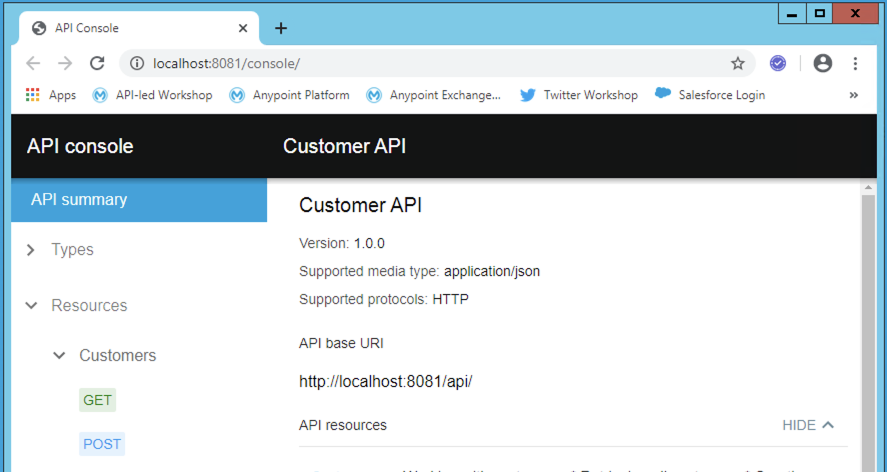 API Console
localhost:8081/console/
Apps API-led Workshop Anypoint Platform Anypoint Exchange... Twitter Workshop Salesforce Login »
API console Customer API
API summary
Types
Resources
Customers
GET
POST
Customer API
Version: 1.0.0
Supported media type: application/json
Supported protocols: HTTP
API base URI
http://localhost:8081/api/
API resources HIDE